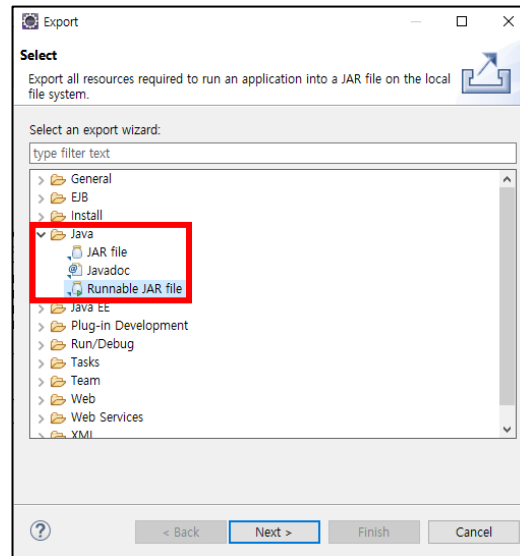 Export
Select
Export all resources required to run an application into a JAR file on the local
file system.
Select an export wizard:
type filter text
General
EJB
Install
Java
JAR file
Javadoc
Runnable JAR file
Java EE
Plug-in Development
Run/Debug
Tasks
Team
Web
Web Services
XML
?
< Back
Next >
Finish
Cancel